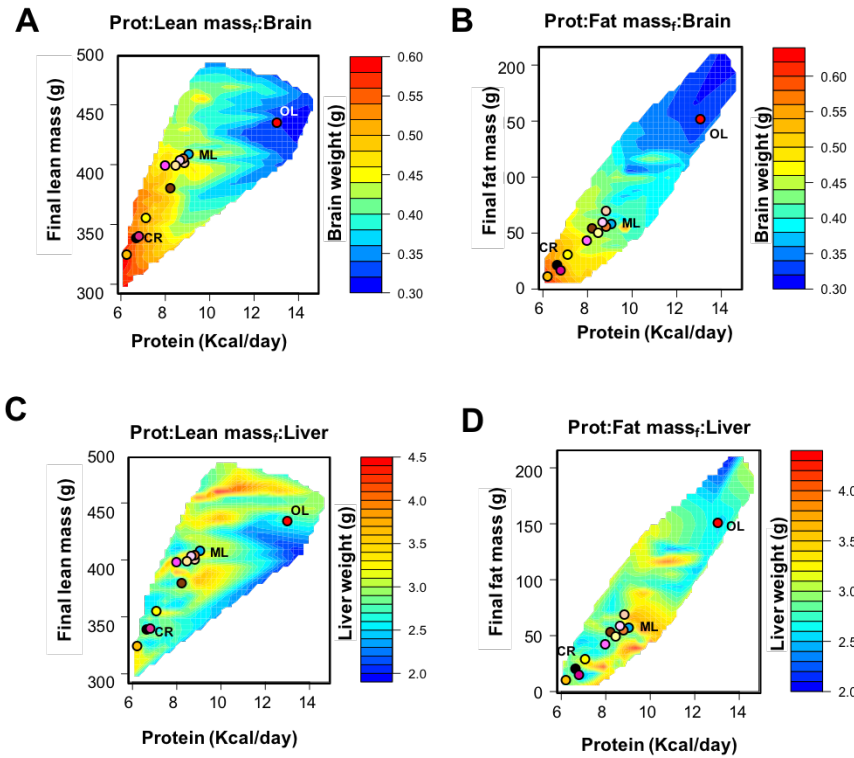 A
Prot:Lean mass_f:Brain
500
450
400
350
300
Final lean mass (g)
OL
ML
CR
6 8 10 12 14
Protein (Kcal/day)
0.60
0.55
0.50
0.45
0.40
0.35
0.30
Brain weight (g)
B
Prot:Fat mass_f:Brain
200
150
100
50
0
Final fat mass (g)
OL
ML
CR
6 8 10 12 14
Protein (Kcal/day)
0.60
0.55
0.50
0.45
0.40
0.35
0.30
Brain weight (g)
C
Prot:Lean mass_f:Liver
500
450
400
350
300
Final lean mass (g)
OL
ML
CR
6 8 10 12 14
Protein (Kcal/day)
4.5
4.0
3.5
3.0
2.5
2.0
Liver weight (g)
D
Prot:Fat mass_f:Liver
200
150
100
50
0
Final fat mass (g)
OL
ML
CR
6 8 10 12 14
Protein (Kcal/day)
4.0
3.5
3.0
2.5
2.0
Liver weight (g)